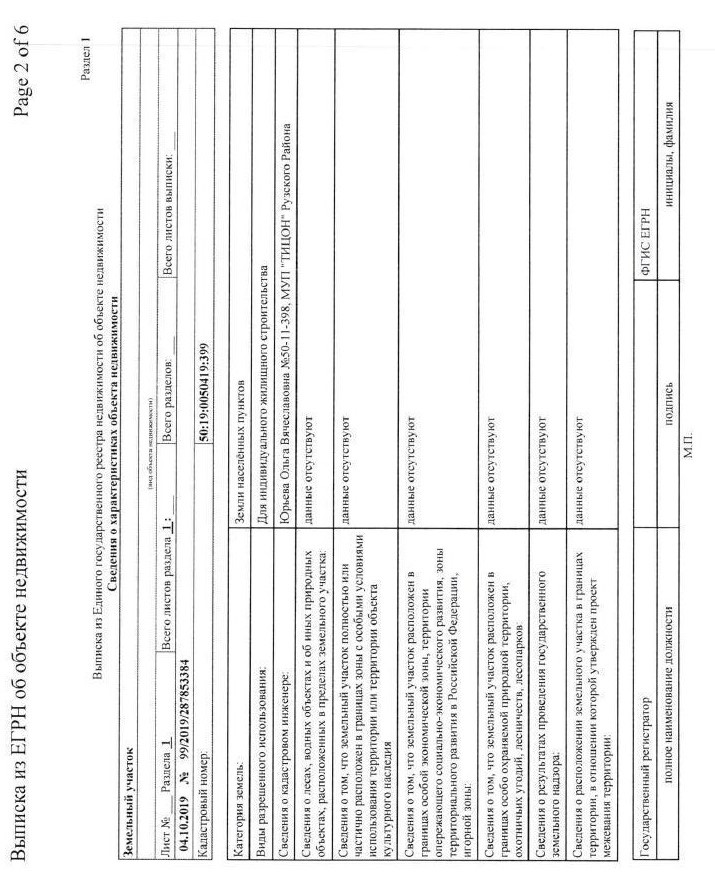 Выписка из ЕГРН об объекте недвижимости
Page 2 of 6
Раздел 1
Выписка из Единого государственного реестра недвижимости об объекте недвижимости
Сведения о характеристиках объекта недвижимости
Земельный участок
(вид объекта недвижимости)
Лист № ___ Раздела 1
Всего листов раздела 1 : ___
Всего разделов: ___
Всего листов выписки: ___
04.10.2019 № 99/2019/287853384
Кадастровый номер:
50:19:0050419:399
Категория земель:
Земли населённых пунктов
Виды разрешенного использования:
Для индивидуального жилищного строительства
Сведения о кадастровом инженере:
Юрьева Ольга Вячеславовна №50-11-398, МУП "ТИЦОН" Рузского Района
Сведения о лесах, водных объектах и об иных природных
объектах, расположенных в пределах земельного участка:
данные отсутствуют
Сведения о том, что земельный участок полностью или
частично расположен в границах зоны с особыми условиями
использования территории или территории объекта
культурного наследия
данные отсутствуют
Сведения о том, что земельный участок расположен в
границах особой экономической зоны, территории
опережающего социально-экономического развития, зоны
территориального развития в Российской Федерации,
игорной зоны:
данные отсутствуют
Сведения о том, что земельный участок расположен в
границах особо охраняемой природной территории,
охотничьих угодий, лесничеств, лесопарков
данные отсутствуют
Сведения о результатах проведения государственного
земельного надзора:
данные отсутствуют
Сведения о расположении земельного участка в границах
территории, в отношении которой утвержден проект
межевания территории:
данные отсутствуют
Государственный регистратор
ФГИС ЕГРН
полное наименование должности
подпись
инициалы, фамилия
М.П.